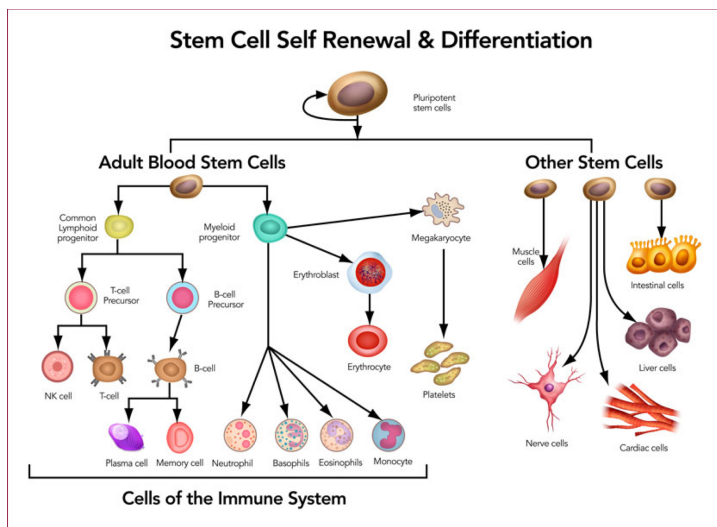 Stem Cell Self Renewal & Differentiation
Pluripotent
stem cells
Adult Blood Stem Cells
Other Stem Cells
Common
Lymphoid
progenitor
Myeloid
progenitor
Megakaryocyte
Muscle
cells
Intestinal cells
T-cell
Precursor
B-cell
Precursor
Erythroblast
NK cell
T-cell
B-cell
Erythrocyte
Platelets
Liver cells
Nerve cells
Cardiac cells
Plasma cell
Memory cell
Neutrophil
Basophils
Eosinophils
Monocyte
Cells of the Immune System